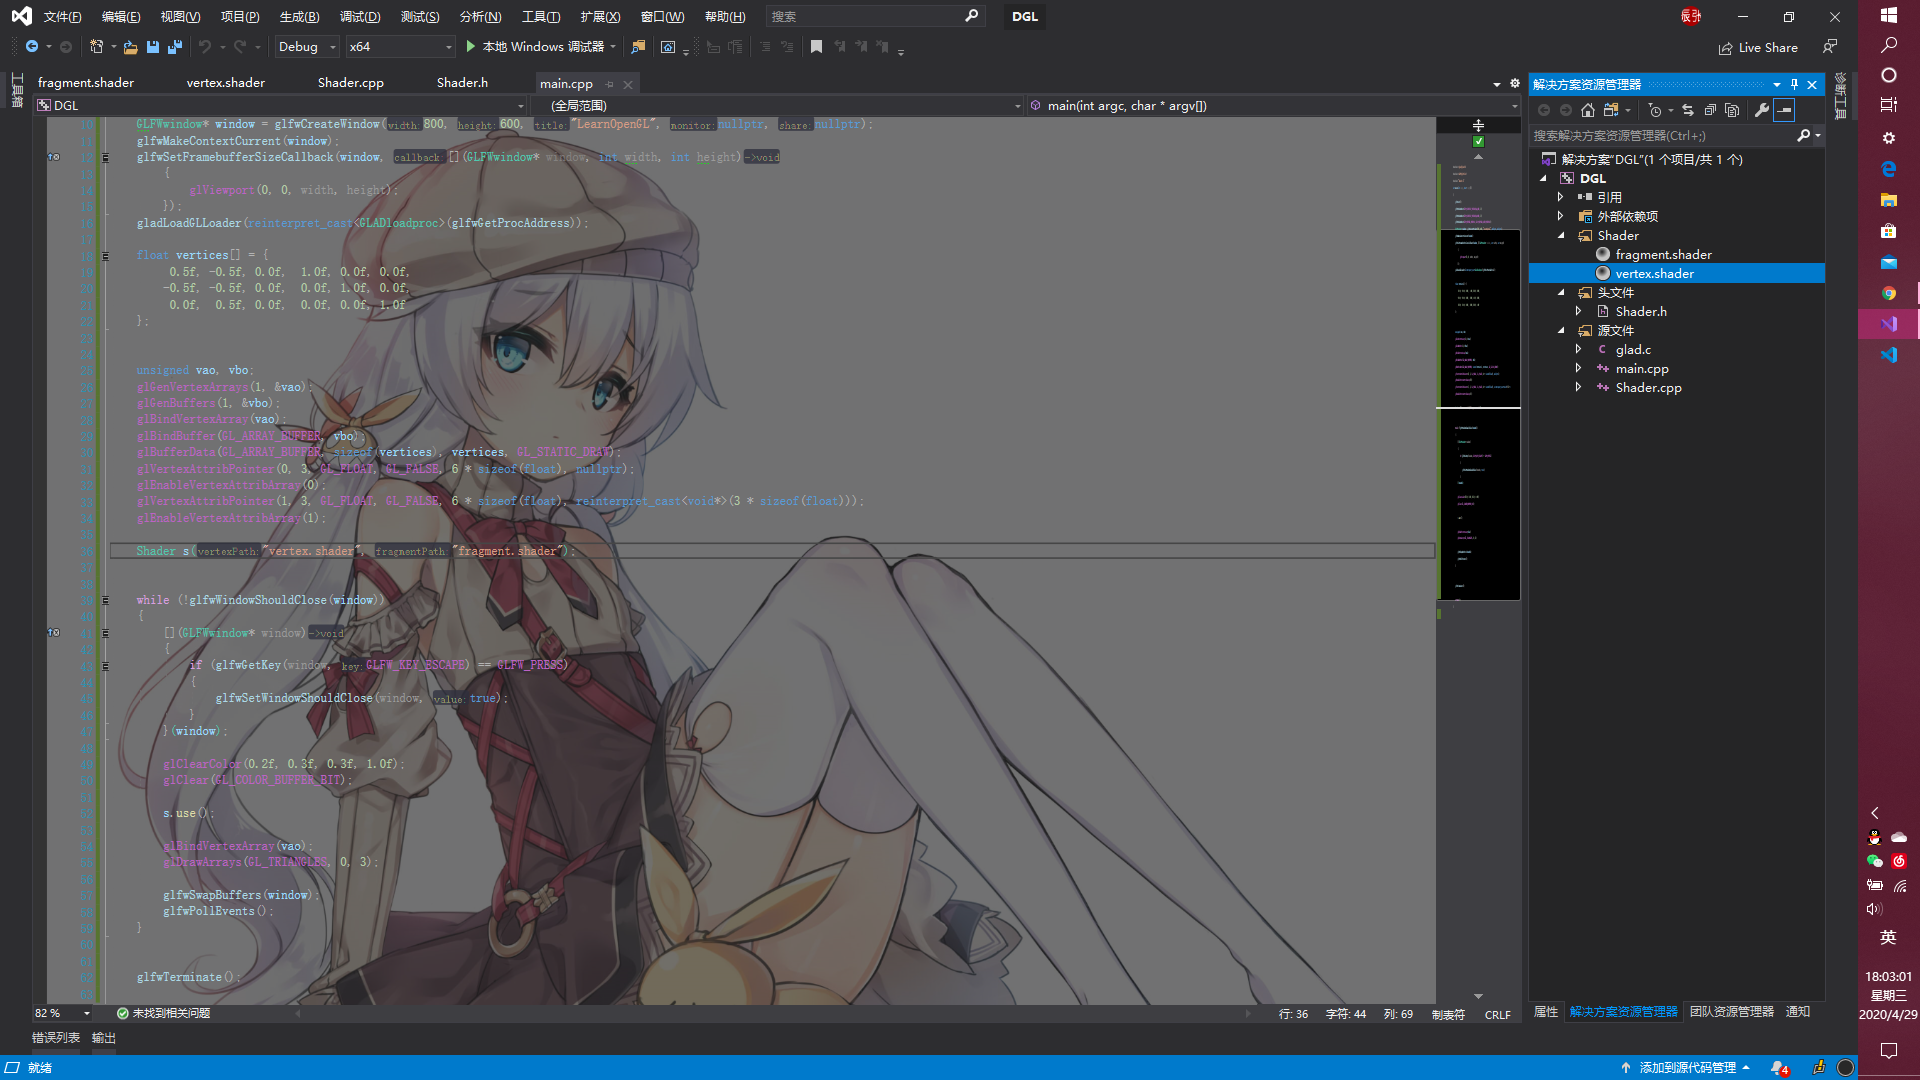 文件(F) 编辑(E) 视图(V) 项目(P) 生成(B) 调试(D) 测试(S) 分析(N) 工具(T) 扩展(X) 窗口(W) 帮助(H) 搜索 DGL
Debug x64 本地 Windows 调试器 Live Share
工具箱
fragment.shader vertex.shader Shader.cpp Shader.h main.cpp
DGL (全局范围) main(int argc, char * argv[])
10 GLFWwindow* window = glfwCreateWindow(width:800, height:600, title:"LearnOpenGL", monitor:nullptr, share:nullptr);
11 glfwMakeContextCurrent(window);
12 glfwSetFramebufferSizeCallback(window, callback:[](GLFWwindow* window, int width, int height)->void
13 {
14 glViewport(0, 0, width, height);
15 });
16 gladLoadGLLoader(reinterpret_cast<GLADloadproc>(glfwGetProcAddress));
17
18 float vertices[] = {
19 0.5f, -0.5f, 0.0f, 1.0f, 0.0f, 0.0f,
20 -0.5f, -0.5f, 0.0f, 0.0f, 1.0f, 0.0f,
21 0.0f, 0.5f, 0.0f, 0.0f, 0.0f, 1.0f
22 };
23
24
25 unsigned vao, vbo;
26 glGenVertexArrays(1, &vao);
27 glGenBuffers(1, &vbo);
28 glBindVertexArray(vao);
29 glBindBuffer(GL_ARRAY_BUFFER, vbo);
30 glBufferData(GL_ARRAY_BUFFER, sizeof(vertices), vertices, GL_STATIC_DRAW);
31 glVertexAttribPointer(0, 3, GL_FLOAT, GL_FALSE, 6 * sizeof(float), nullptr);
32 glEnableVertexAttribArray(0);
33 glVertexAttribPointer(1, 3, GL_FLOAT, GL_FALSE, 6 * sizeof(float), reinterpret_cast<void*>(3 * sizeof(float)));
34 glEnableVertexAttribArray(1);
35
36 Shader s(vertexPath:"vertex.shader", fragmentPath:"fragment.shader");
37
38
39 while (!glfwWindowShouldClose(window))
40 {
41 [](GLFWwindow* window)->void
42 {
43 if (glfwGetKey(window, key:GLFW_KEY_ESCAPE) == GLFW_PRESS)
44 {
45 glfwSetWindowShouldClose(window, value:true);
46 }
47 }(window);
48
49 glClearColor(0.2f, 0.3f, 0.3f, 1.0f);
50 glClear(GL_COLOR_BUFFER_BIT);
51
52 s.use();
53
54 glBindVertexArray(vao);
55 glDrawArrays(GL_TRIANGLES, 0, 3);
56
57 glfwSwapBuffers(window);
58 glfwPollEvents();
59 }
60
61
62 glfwTerminate();
63
82 % 未找到相关问题 行: 36 字符: 44 列: 69 制表符 CRLF
错误列表 输出
就绪 添加到源代码管理 4
解决方案资源管理器
搜索解决方案资源管理器(Ctrl+;)
解决方案"DGL"(1 个项目/共 1 个)
DGL
引用
外部依赖项
Shader
fragment.shader
vertex.shader
头文件
Shader.h
源文件
glad.c
main.cpp
Shader.cpp
属性 解决方案资源管理器 团队资源管理器 通知
诊断工具
英
18:03:01
星期三
2020/4/29